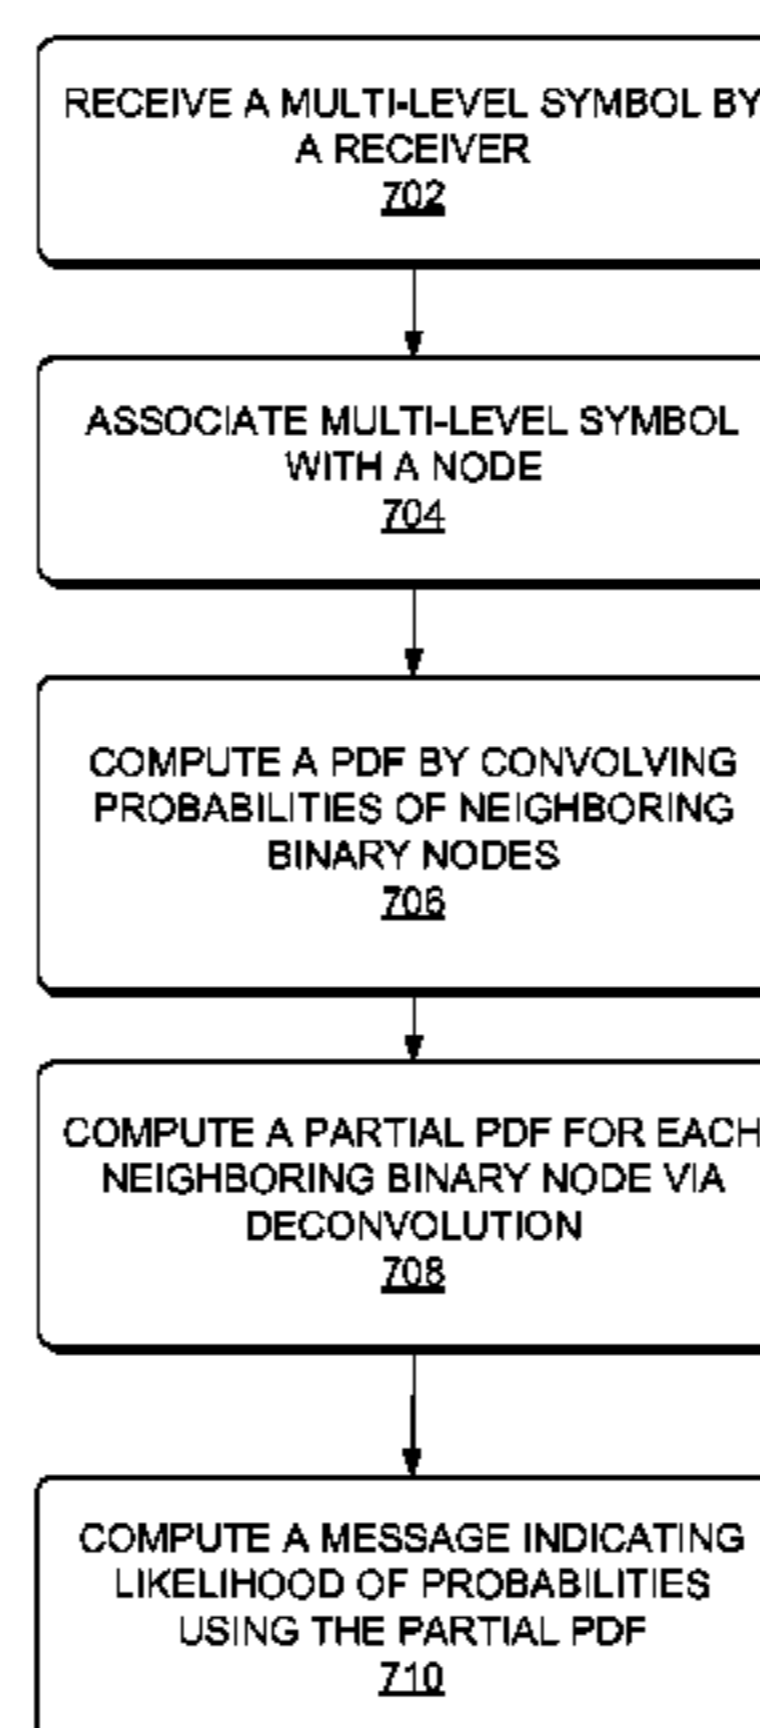 RECEIVE A MULTI-LEVEL SYMBOL BY
A RECEIVER
702
ASSOCIATE MULTI-LEVEL SYMBOL
WITH A NODE
704
COMPUTE A PDF BY CONVOLVING
PROBABILITIES OF NEIGHBORING
BINARY NODES
706
COMPUTE A PARTIAL PDF FOR EACH
NEIGHBORING BINARY NODE VIA
DECONVOLUTION
708
COMPUTE A MESSAGE INDICATING
LIKELIHOOD OF PROBABILITIES
USING THE PARTIAL PDF
710